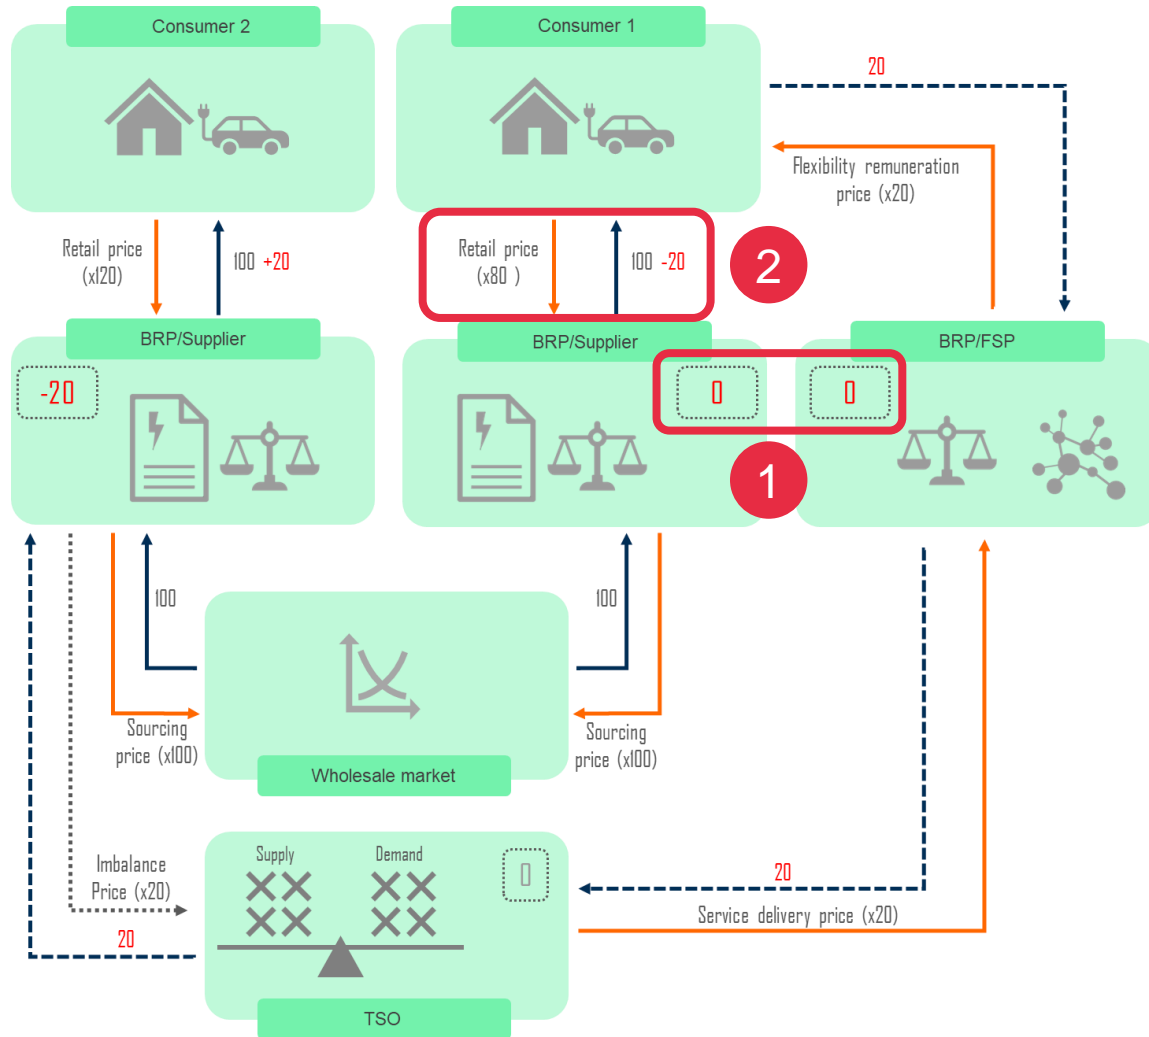 Consumer 2
Consumer 1
20
Flexibility remuneration
price (x20)
Retail price
(x120)
100 +20
Retail price
(x80 )
100 -20
2
BRP/Supplier
BRP/Supplier
BRP/FSP
-20
0
0
1
100
100
Sourcing
price (x100)
Sourcing
price (x100)
Wholesale market
Supply
Demand
0
Imbalance
Price (x20)
20
20
Service delivery price (x20)
TSO